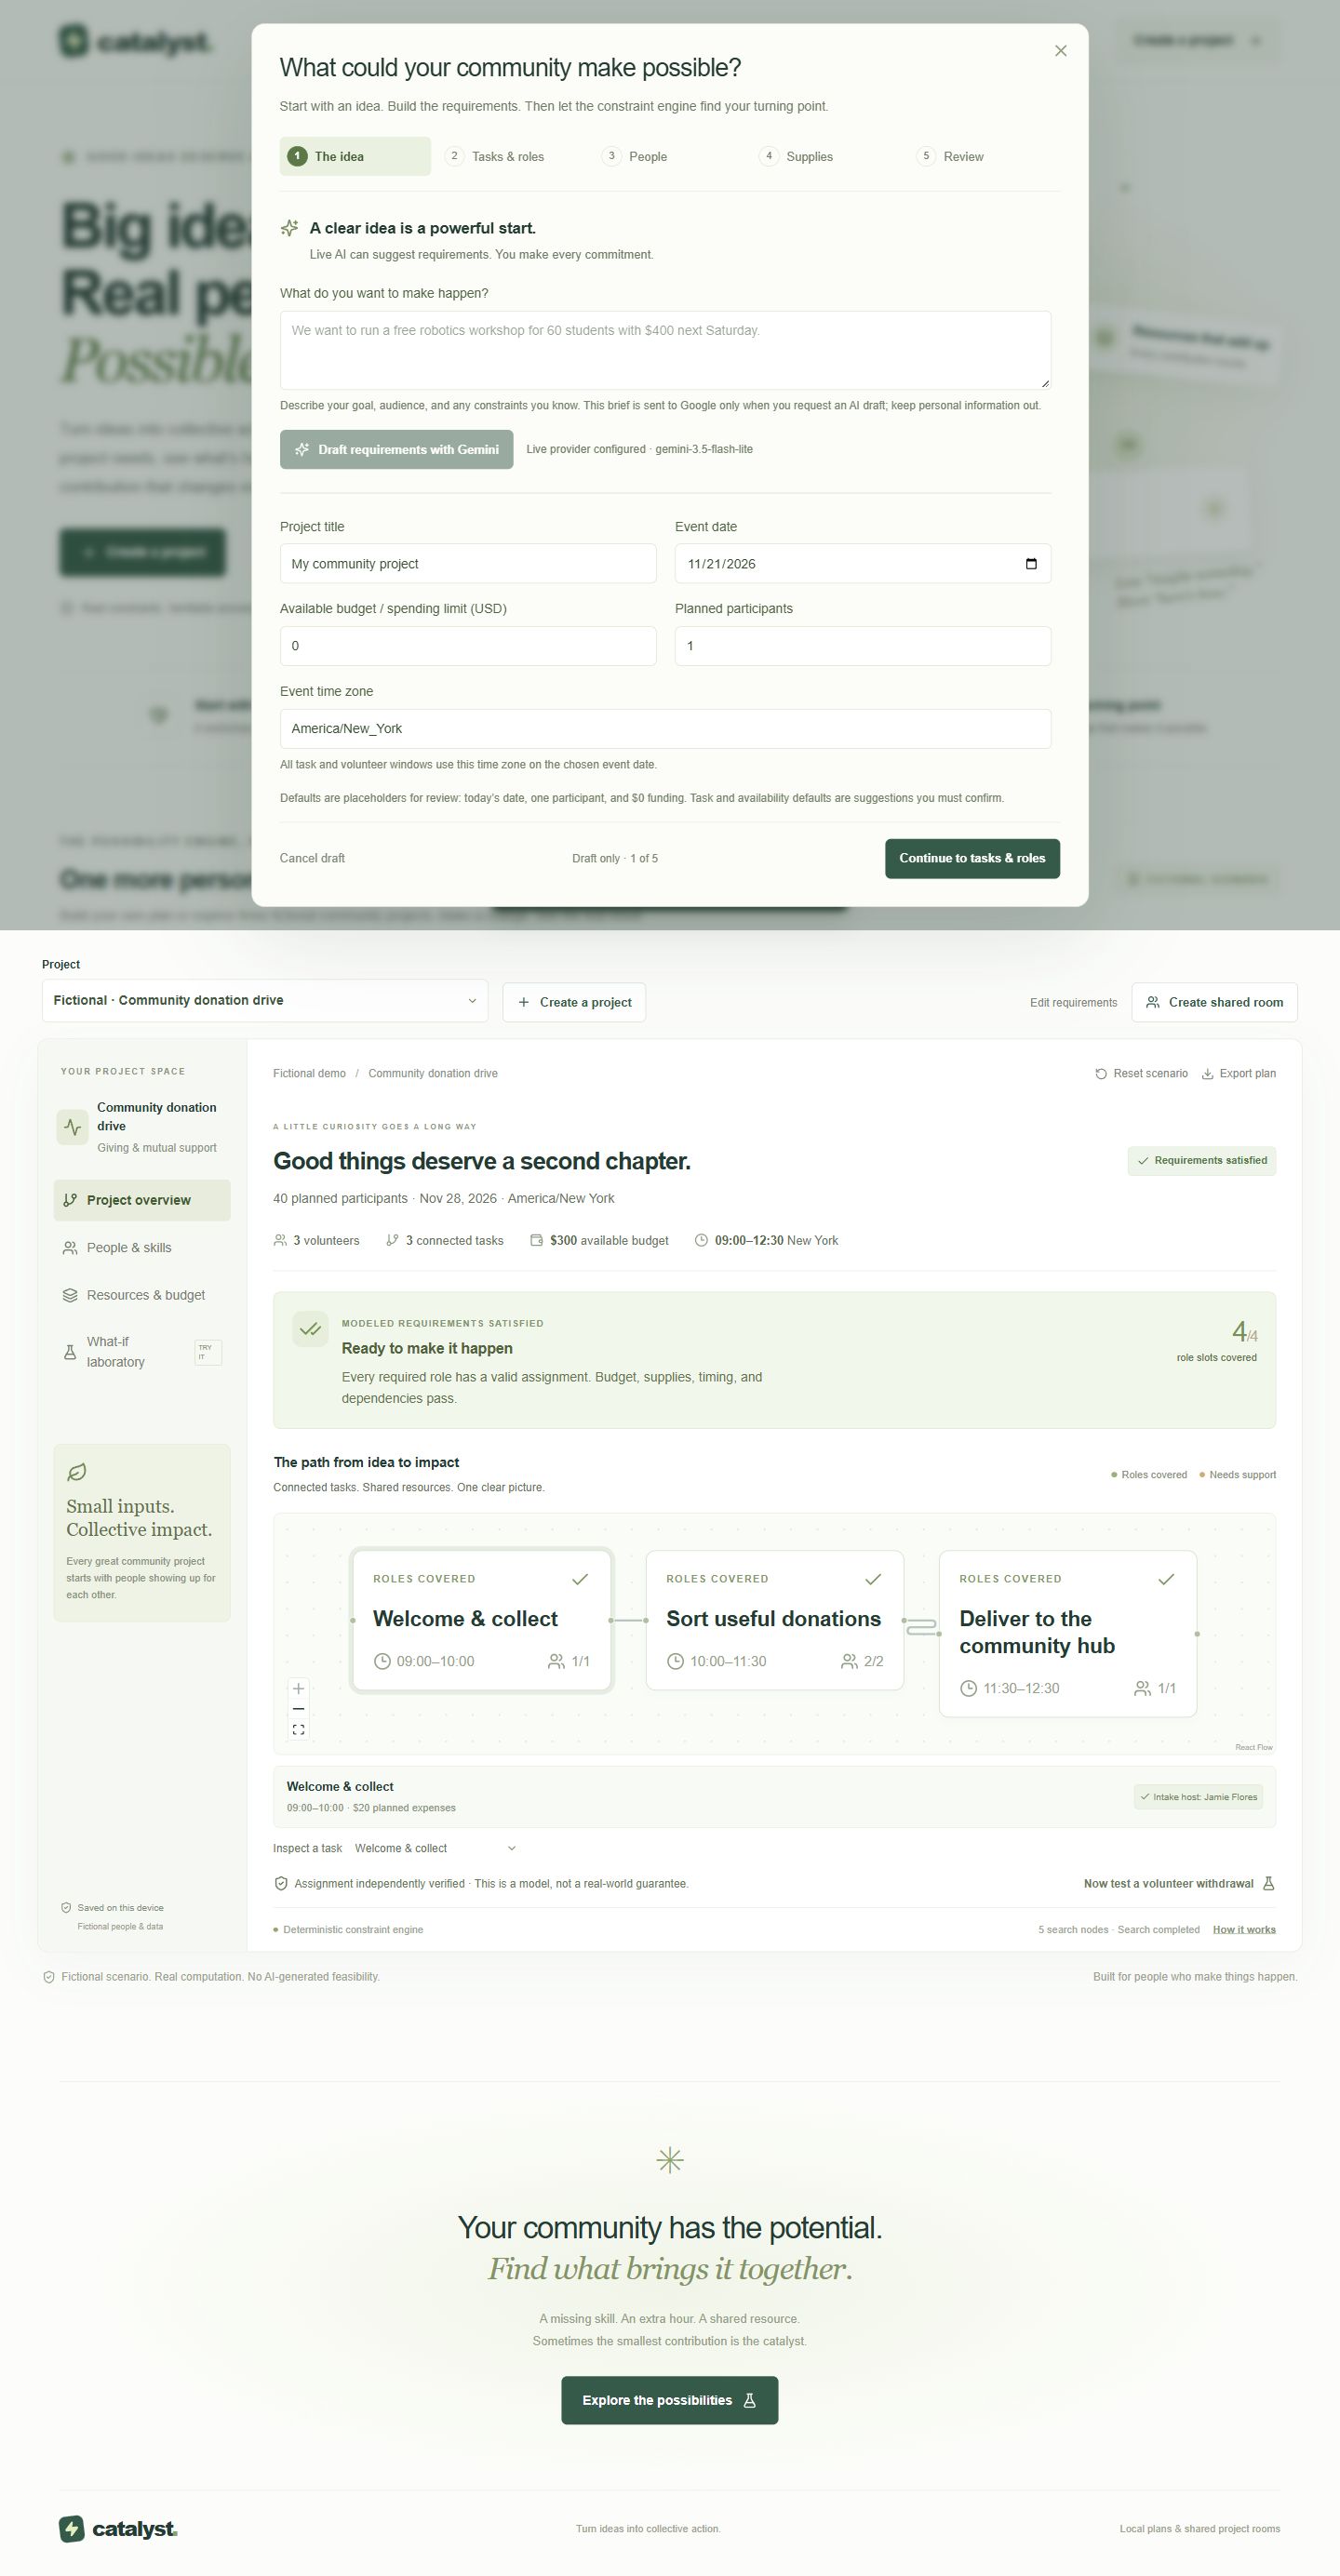 catalyst.
Create a project
What could your community make possible?
Start with an idea. Build the requirements. Then let the constraint engine find your turning point.
1 The idea
2 Tasks & roles
3 People
4 Supplies
5 Review
Big idea
Real pe
Possible
A clear idea is a powerful start.
Live AI can suggest requirements. You make every commitment.
What do you want to make happen?
We want to run a free robotics workshop for 60 students with $400 next Saturday.
Describe your goal, audience, and any constraints you know. This brief is sent to Google only when you request an AI draft; keep personal information out.
Draft requirements with Gemini
Live provider configured · gemini-3.5-flash-lite
Create a project
Project title
Event date
My community project
11/21/2026
Available budget / spending limit (USD)
Planned participants
0
1
Event time zone
America/New_York
All task and volunteer windows use this time zone on the chosen event date.
Defaults are placeholders for review: today's date, one participant, and $0 funding. Task and availability defaults are suggestions you must confirm.
Cancel draft
Draft only · 1 of 5
Continue to tasks & roles
One more person
Project
Fictional · Community donation drive
Create a project
Edit requirements
Create shared room
YOUR PROJECT SPACE
Community donation
drive
Giving & mutual support
Project overview
People & skills
Resources & budget
What-if
laboratory
TRY
IT
Small inputs.
Collective impact.
Every great community project
starts with people showing up for
each other.
Saved on this device
Fictional people & data
Fictional demo / Community donation drive
Reset scenario
Export plan
A LITTLE CURIOSITY GOES A LONG WAY
Good things deserve a second chapter.
Requirements satisfied
40 planned participants · Nov 28, 2026 · America/New York
3 volunteers
3 connected tasks
$300 available budget
09:00–12:30 New York
MODELED REQUIREMENTS SATISFIED
Ready to make it happen
Every required role has a valid assignment. Budget, supplies, timing, and
dependencies pass.
4/4
role slots covered
The path from idea to impact
Connected tasks. Shared resources. One clear picture.
Roles covered
Needs support
ROLES COVERED
Welcome & collect
09:00–10:00
1/1
ROLES COVERED
Sort useful donations
10:00–11:30
2/2
ROLES COVERED
Deliver to the
community hub
11:30–12:30
1/1
React Flow
Welcome & collect
09:00–10:00 · $20 planned expenses
Intake host: Jamie Flores
Inspect a task
Welcome & collect
Assignment independently verified · This is a model, not a real-world guarantee.
Now test a volunteer withdrawal
Deterministic constraint engine
5 search nodes · Search completed
How it works
Fictional scenario. Real computation. No AI-generated feasibility.
Built for people who make things happen.
Your community has the potential.
Find what brings it together.
A missing skill. An extra hour. A shared resource.
Sometimes the smallest contribution is the catalyst.
Explore the possibilities
catalyst.
Turn ideas into collective action.
Local plans & shared project rooms